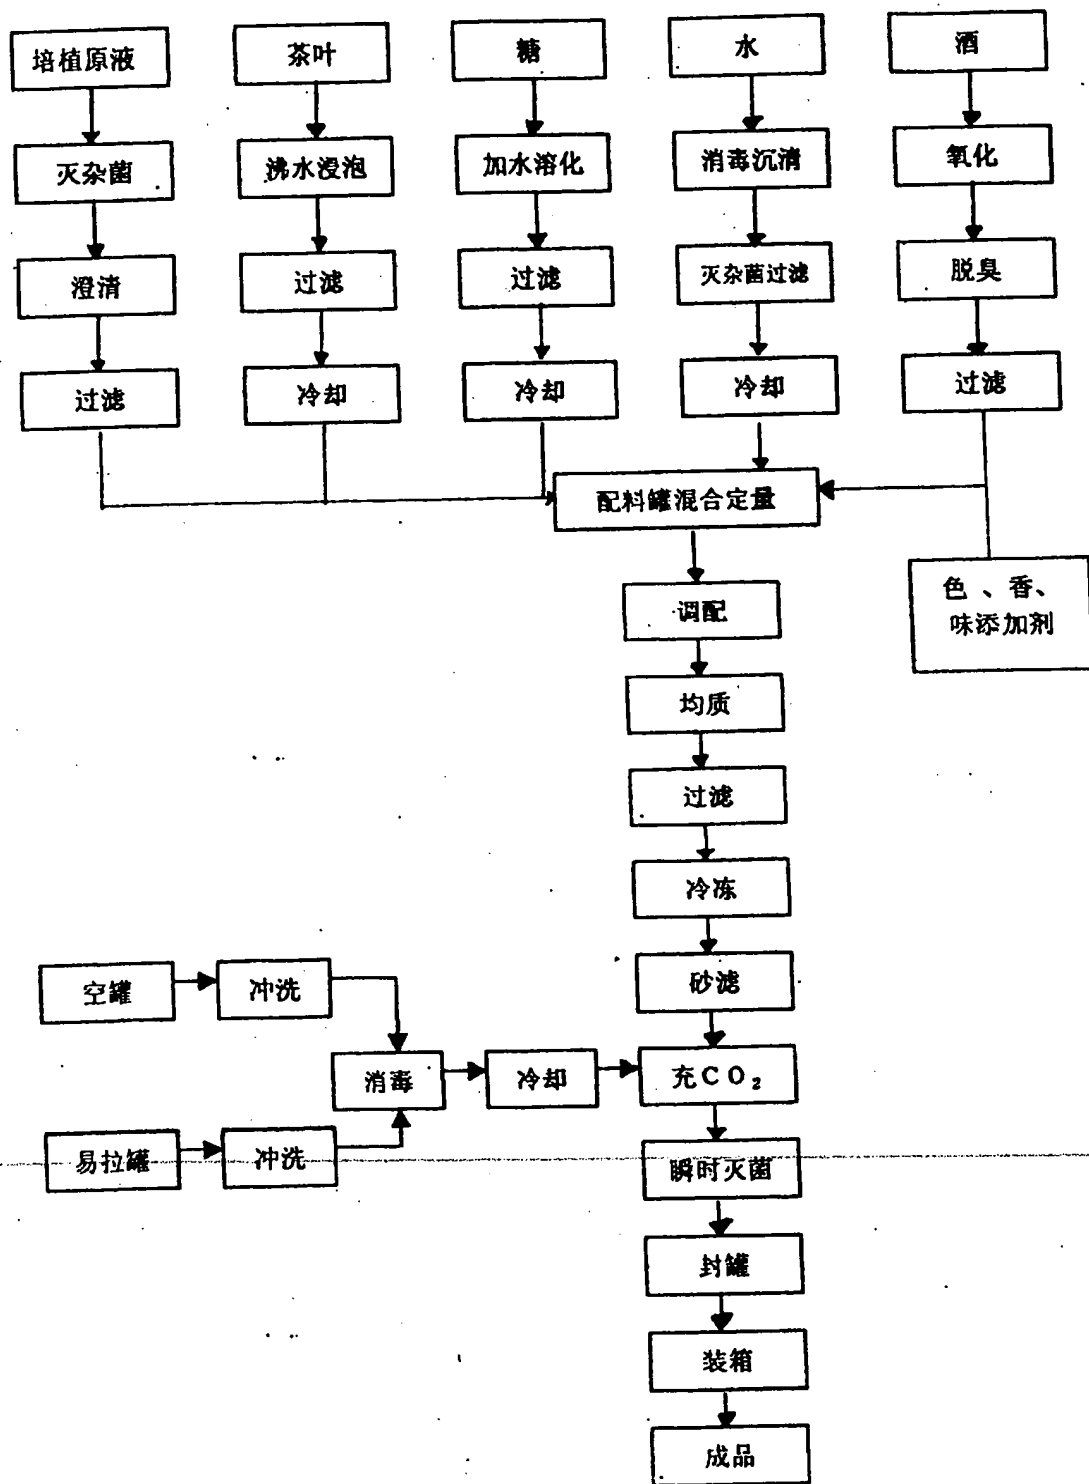 培植原液
茶叶
糖
水
酒
灭杂菌
沸水浸泡
加水溶化
消毒沉清
氧化
澄清
过滤
过滤
灭杂菌过滤
脱臭
过滤
冷却
冷却
冷却
过滤
配料罐混合定量
色、香、
味添加剂
调配
均质
过滤
冷冻
砂滤
空罐
冲洗
消毒
冷却
充CO₂
易拉罐
冲洗
瞬时灭菌
封罐
装箱
成品